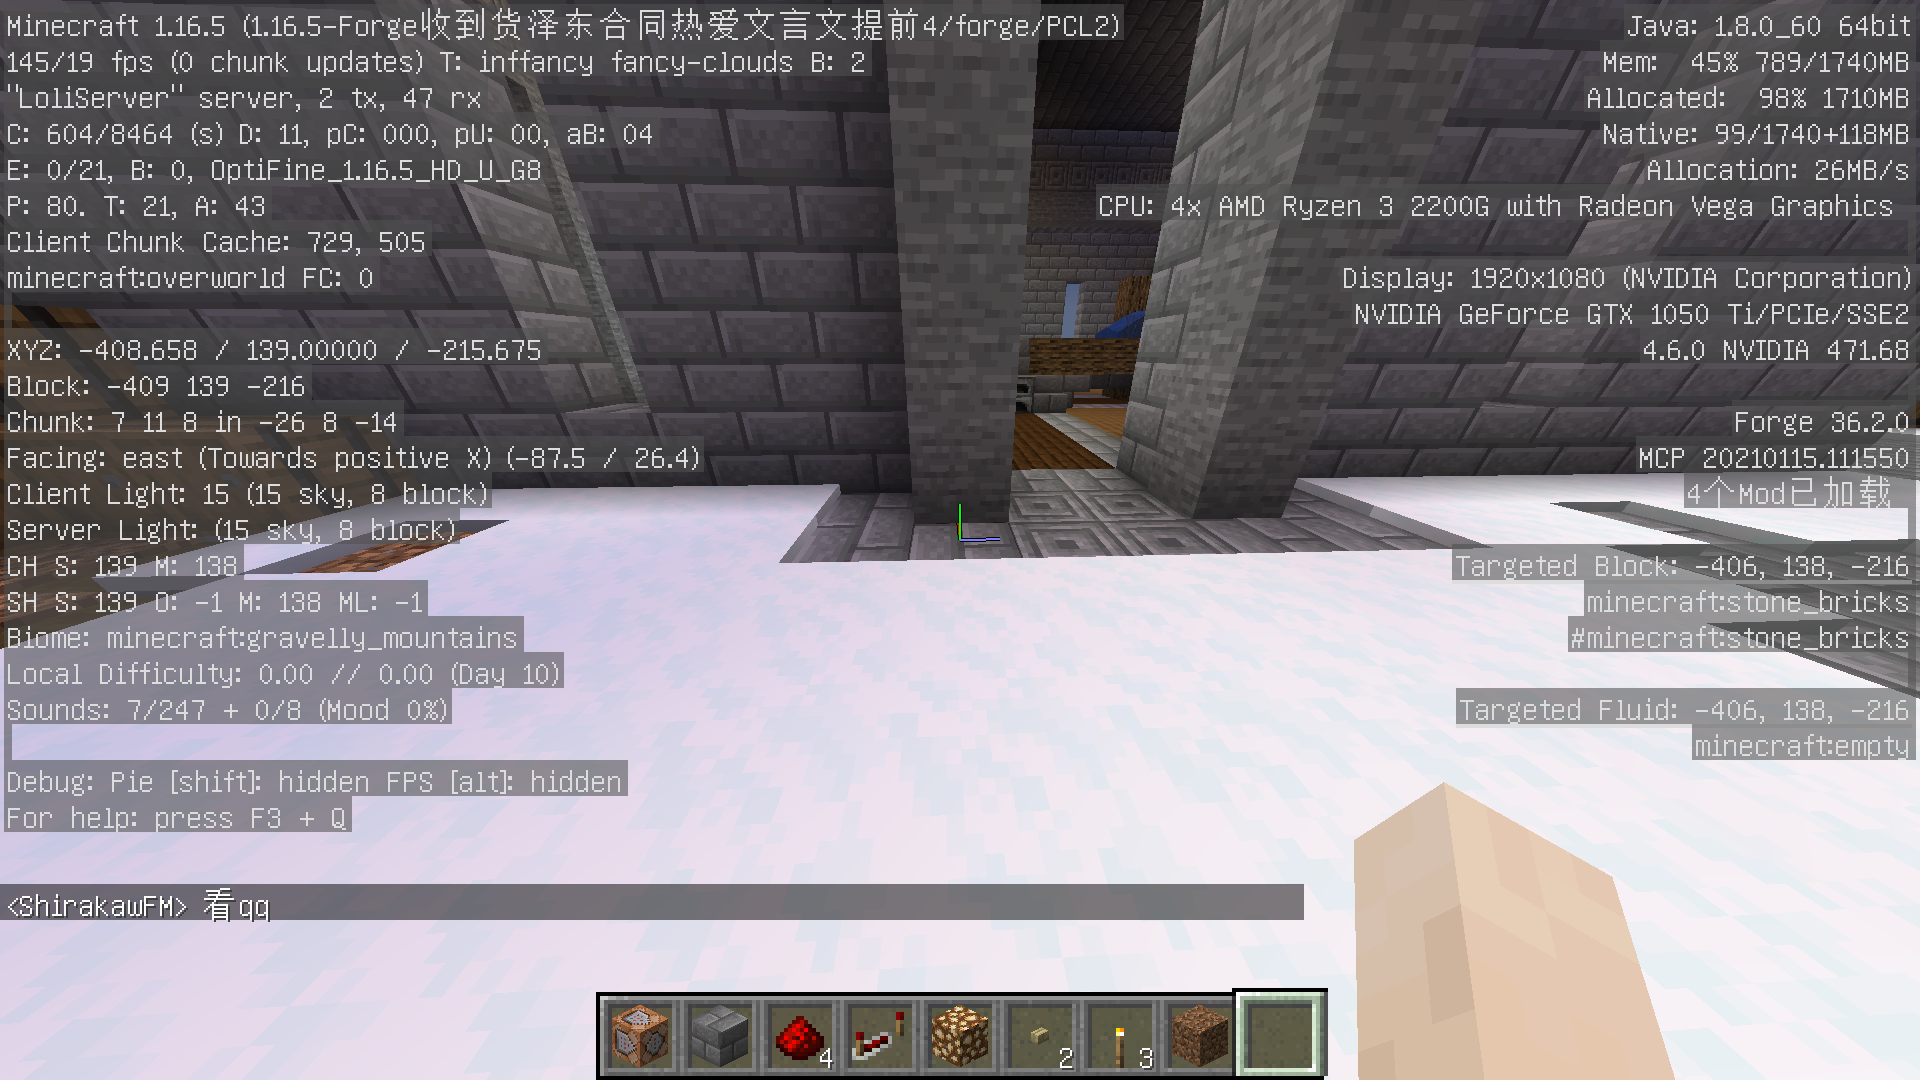 Minecraft 1.16.5 (1.16.5-Forge收到货泽东合同热爱文言文提前4/forge/PCL2)
145/19 fps (0 chunk updates) T: inffancy fancy-clouds B: 2
"LoliServer" server, 2 tx, 47 rx
C: 604/8464 (s) D: 11, pC: 000, pU: 00, aB: 04
E: 0/21, B: 0, OptiFine_1.16.5_HD_U_G8
P: 80. T: 21, A: 43
Client Chunk Cache: 729, 505
minecraft:overworld FC: 0
XYZ: -408.658 / 139.00000 / -215.675
Block: -409 139 -216
Chunk: 7 11 8 in -26 8 -14
Facing: east (Towards positive X) (-87.5 / 26.4)
Client Light: 15 (15 sky, 8 block)
Server Light: (15 sky, 8 block)
CH S: 139 M: 138
SH S: 139 O: -1 M: 138 ML: -1
Biome: minecraft:gravelly_mountains
Local Difficulty: 0.00 // 0.00 (Day 10)
Sounds: 7/247 + 0/8 (Mood 0%)
Debug: Pie [shift]: hidden FPS [alt]: hidden
For help: press F3 + Q
Java: 1.8.0_60 64bit
Mem: 45% 789/1740MB
Allocated: 98% 1710MB
Native: 99/1740+118MB
Allocation: 26MB/s
CPU: 4x AMD Ryzen 3 2200G with Radeon Vega Graphics
Display: 1920x1080 (NVIDIA Corporation)
NVIDIA GeForce GTX 1050 Ti/PCIe/SSE2
4.6.0 NVIDIA 471.68
Forge 36.2.0
MCP 20210115.111550
4个Mod已加载
Targeted Block: -406, 138, -216
minecraft:stone_bricks
#minecraft:stone_bricks
Targeted Fluid: -406, 138, -216
minecraft:empty
<ShirakawFM> 看qq
4
2
3